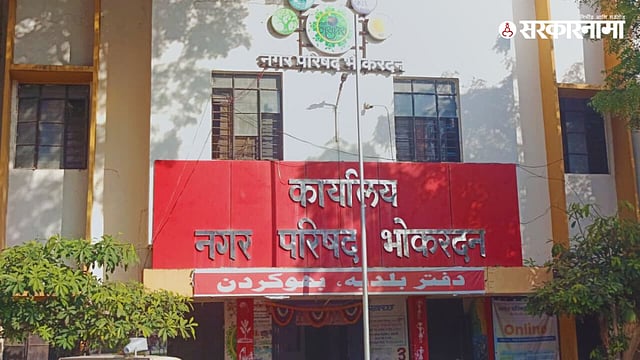 सरकारनामा
नगर परिषद भोकरदन
कार्यालय
नगर परिषद भोकरदन
دفتر بلدیہ، بھوکردن
Online